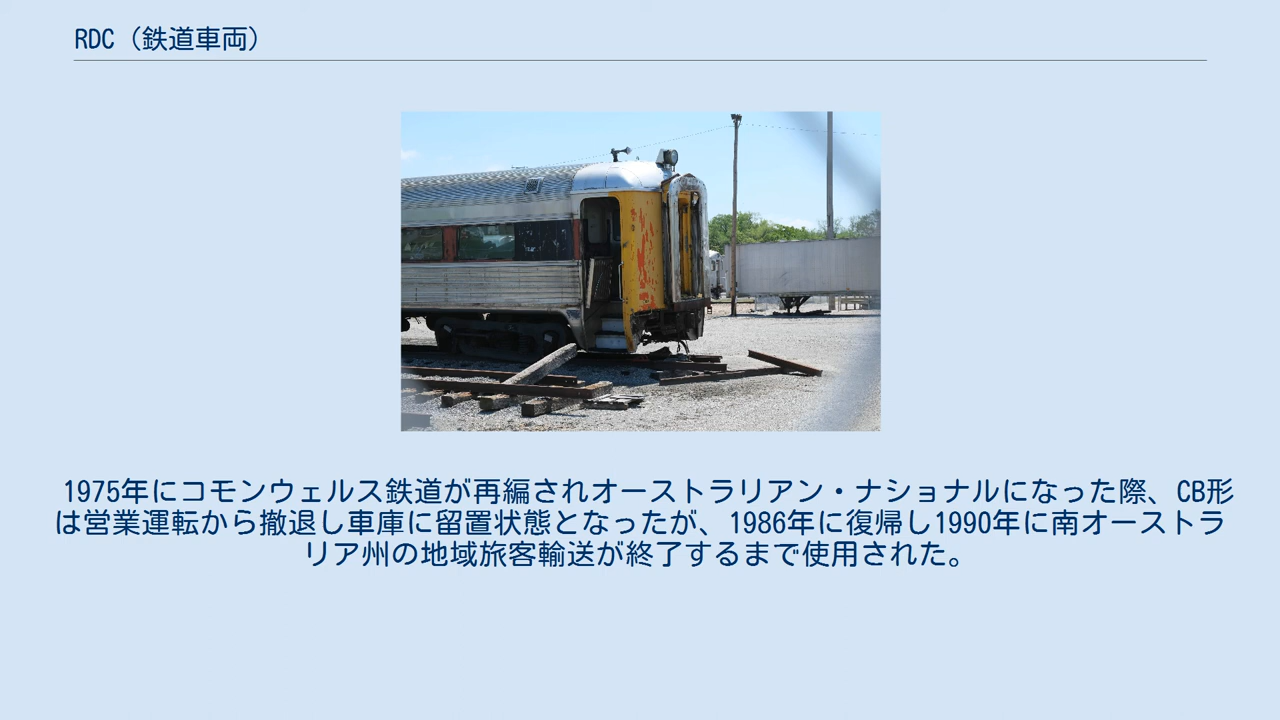 RDC（鉄道車両）
1975年にコモンウェルス鉄道が再編されオーストラリアン・ナショナルになった際、CB形
は営業運転から撤退し車庫に留置状態となったが、1986年に復帰し1990年に南オーストラ
リア州の地域旅客輸送が終了するまで使用された。